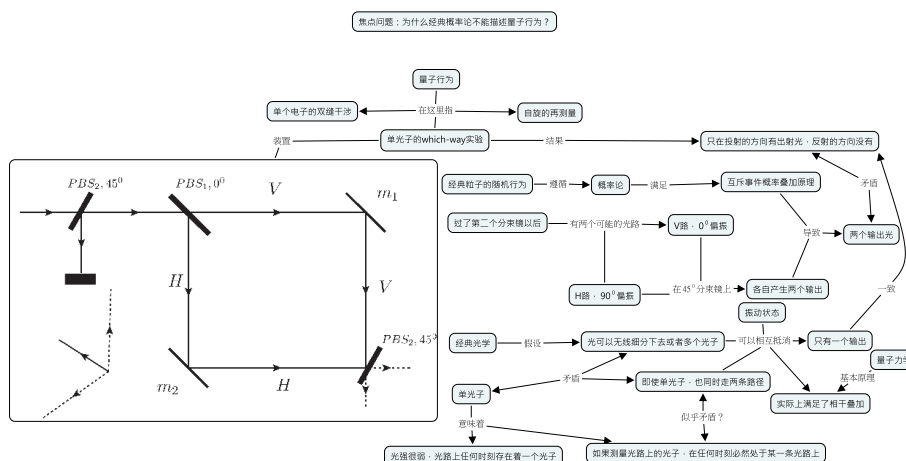 焦点问题：为什么经典概率论不能描述量子行为？
量子行为
单个电子的双缝干涉
在这里指
自旋的再测量
装置
单光子的which-way实验
结果
只在投射的方向有出射光，反射的方向没有
PBS₂, 45⁰
PBS₁, 0⁰
V
m₁
经典粒子的随机行为
遵循
概率论
满足
互斥事件概率叠加原理
矛盾
过了第二个分束镜以后
有两个可能的光路
V路，0⁰偏振
导致
两个输出光
H
V
H路，90⁰偏振
在45⁰分束镜上
各自产生两个输出
一致
振动状态
PBS₂, 45⁰
经典光学
假设
光可以无线细分下去或者多个光子
可以相互抵消
只有一个输出
量子力学
m₂
H
矛盾
即使单光子，也同时走两条路径
基本原理
单光子
实际上满足了相干叠加
意味着
似乎矛盾？
光强很弱，光路上任何时刻存在着一个光子
如果测量光路上的光子，在任何时刻必然处于某一条光路上